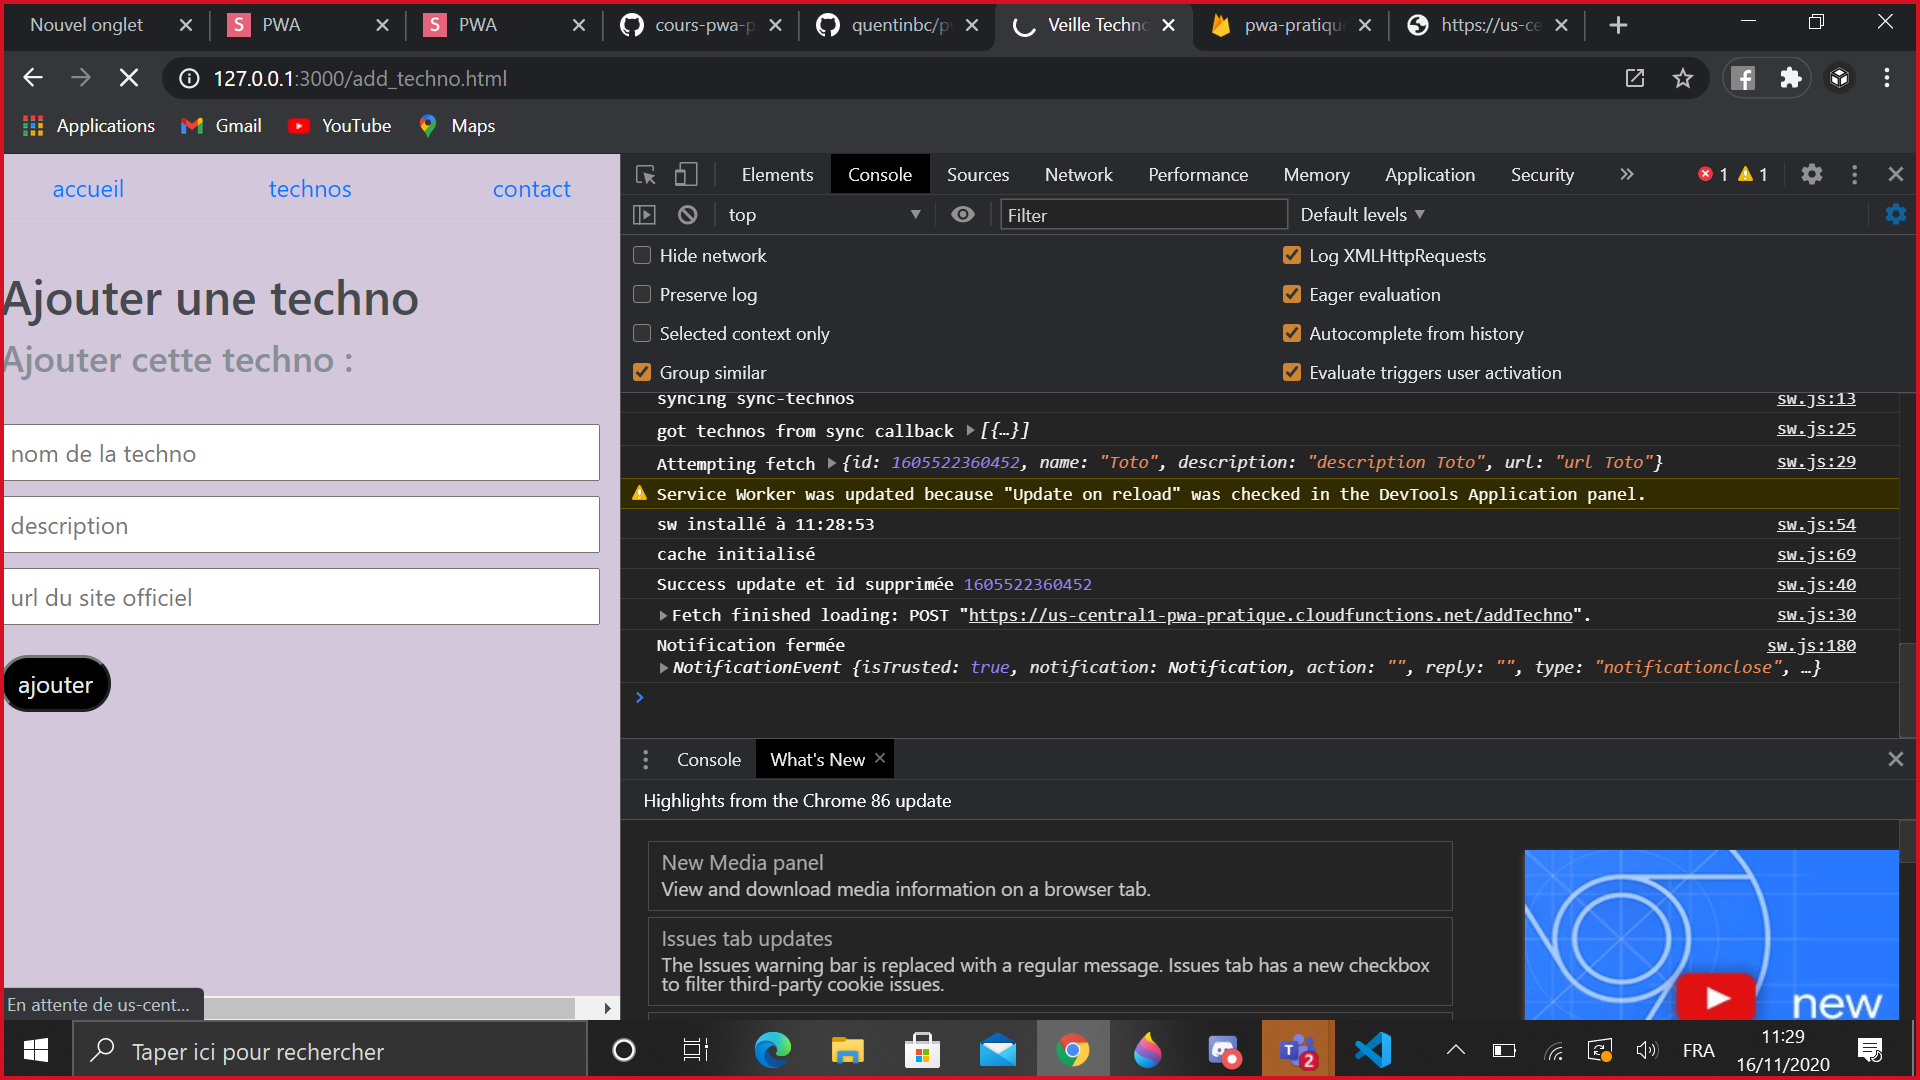 Nouvel onglet
S PWA
S PWA
cours-pwa-p
quentinbc/p
Veille Techno
pwa-pratiqu
https://us-ce
127.0.0.1:3000/add_techno.html
Applications Gmail YouTube Maps
accueil technos contact
Ajouter une techno
Ajouter cette techno :
nom de la techno
description
url du site officiel
ajouter
En attente de us-cent...
Elements Console Sources Network Performance Memory Application Security » 1 1
top ▼ Filter Default levels ▼
Hide network Log XMLHttpRequests
Preserve log Eager evaluation
Selected context only Autocomplete from history
Group similar Evaluate triggers user activation
syncing sync-technos sw.js:13
got technos from sync callback ▶[{…}] sw.js:25
Attempting fetch ▶{id: 1605522360452, name: "Toto", description: "description Toto", url: "url Toto"} sw.js:29
Service Worker was updated because "Update on reload" was checked in the DevTools Application panel.
sw installé à 11:28:53 sw.js:54
cache initialisé sw.js:69
Success update et id supprimée 1605522360452 sw.js:40
▶Fetch finished loading: POST "https://us-central1-pwa-pratique.cloudfunctions.net/addTechno". sw.js:30
Notification fermée sw.js:180
▶NotificationEvent {isTrusted: true, notification: Notification, action: "", reply: "", type: "notificationclose", …}
Console What's New
Highlights from the Chrome 86 update
New Media panel
View and download media information on a browser tab.
Issues tab updates
The Issues warning bar is replaced with a regular message. Issues tab has a new checkbox
to filter third-party cookie issues.
new
Taper ici pour rechercher
2
FRA
11:29
16/11/2020